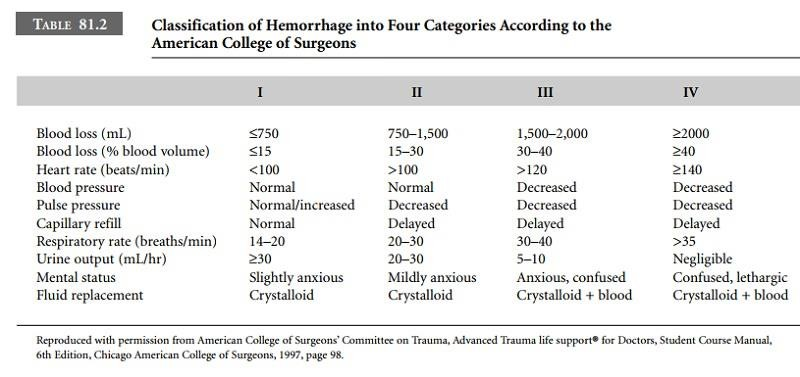 TABLE 81.2 Classification of Hemorrhage into Four Categories According to the
American College of Surgeons
I II III IV
Blood loss (mL) ≤750 750–1,500 1,500–2,000 ≥2000
Blood loss (% blood volume) ≤15 15–30 30–40 ≥40
Heart rate (beats/min) <100 >100 >120 ≥140
Blood pressure Normal Normal Decreased Decreased
Pulse pressure Normal/increased Decreased Decreased Decreased
Capillary refill Normal Delayed Delayed Delayed
Respiratory rate (breaths/min) 14–20 20–30 30–40 >35
Urine output (mL/hr) ≥30 20–30 5–10 Negligible
Mental status Slightly anxious Mildly anxious Anxious, confused Confused, lethargic
Fluid replacement Crystalloid Crystalloid Crystalloid + blood Crystalloid + blood
Reproduced with permission from American College of Surgeons' Committee on Trauma, Advanced Trauma life support® for Doctors, Student Course Manual,
6th Edition, Chicago American College of Surgeons, 1997, page 98.